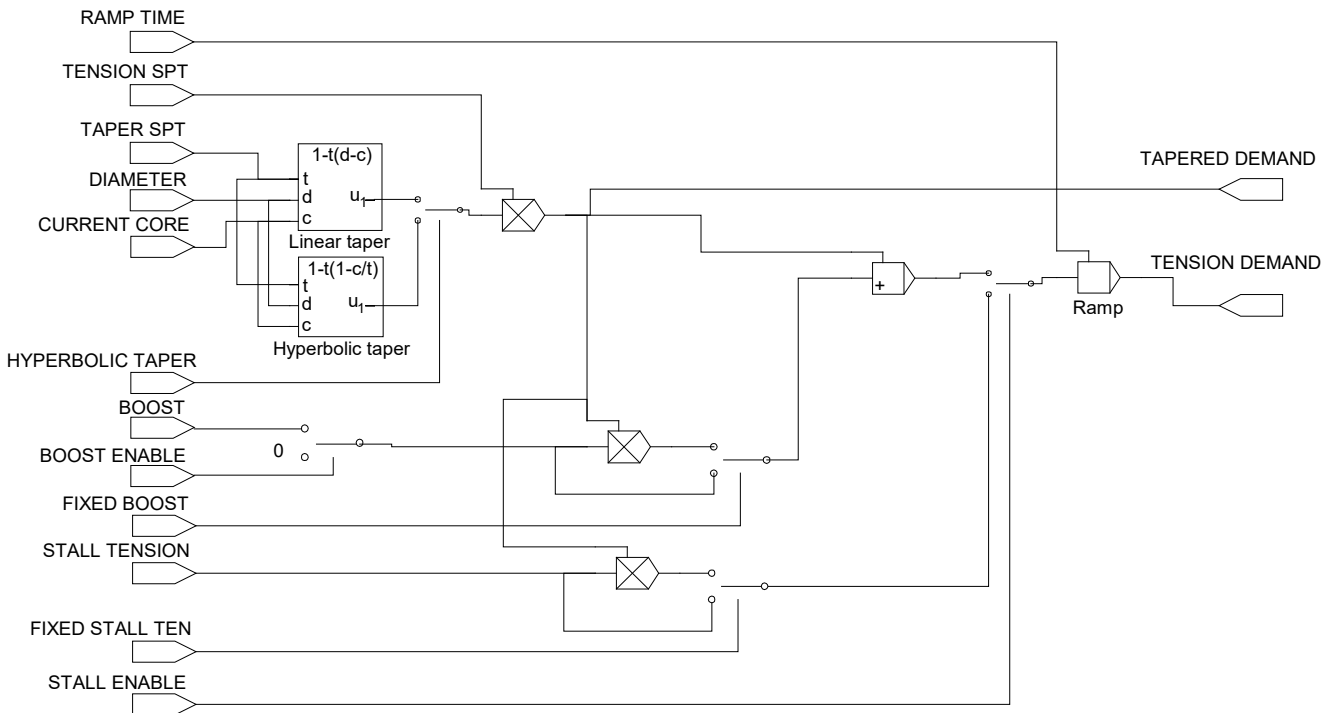 RAMP TIME
TENSION SPT
TAPER SPT
DIAMETER
CURRENT CORE
1-t(d-c)
t
d
c
u1
Linear taper
1-t(1-c/t)
t
d
c
u1
Hyperbolic taper
TAPERED DEMAND
TENSION DEMAND
+
Ramp
HYPERBOLIC TAPER
BOOST
0
BOOST ENABLE
FIXED BOOST
STALL TENSION
FIXED STALL TEN
STALL ENABLE